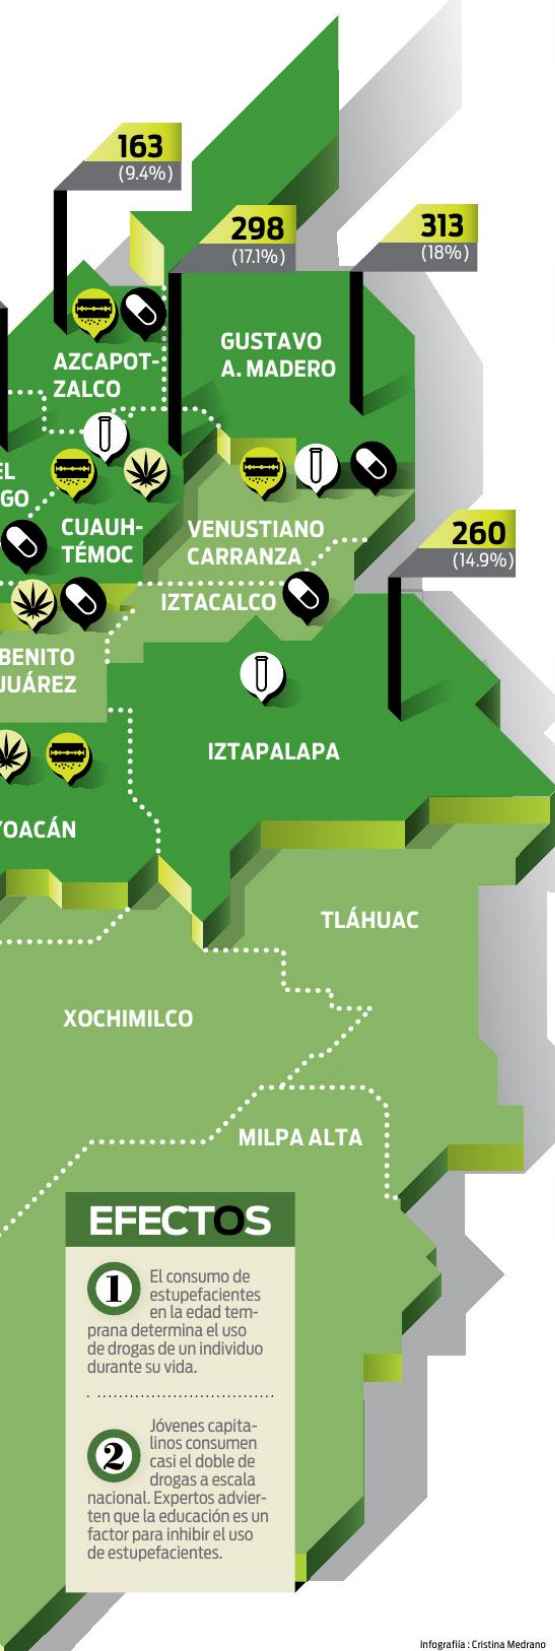 163
(9.4%)
298
(17.1%)
313
(18%)
AZCAPOT-
ZALCO
GUSTAVO
A. MADERO
EL
GO
CUAUH-
TÉMOC
VENUSTIANO
CARRANZA
260
(14.9%)
IZTACALCO
BENITO
JUÁREZ
IZTAPALAPA
YOACÁN
TLÁHUAC
XOCHIMILCO
MILPA ALTA
EFECTOS
1
El consumo de
estupefacientes
en la edad tem-
prana determina el uso
de drogas de un individuo
durante su vida.
2
Jóvenes capita-
linos consumen
casi el doble de
drogas a escala
nacional. Expertos advier-
ten que la educación es un
factor para inhibir el uso
de estupefacientes.
Infografiía : Cristina Medrano